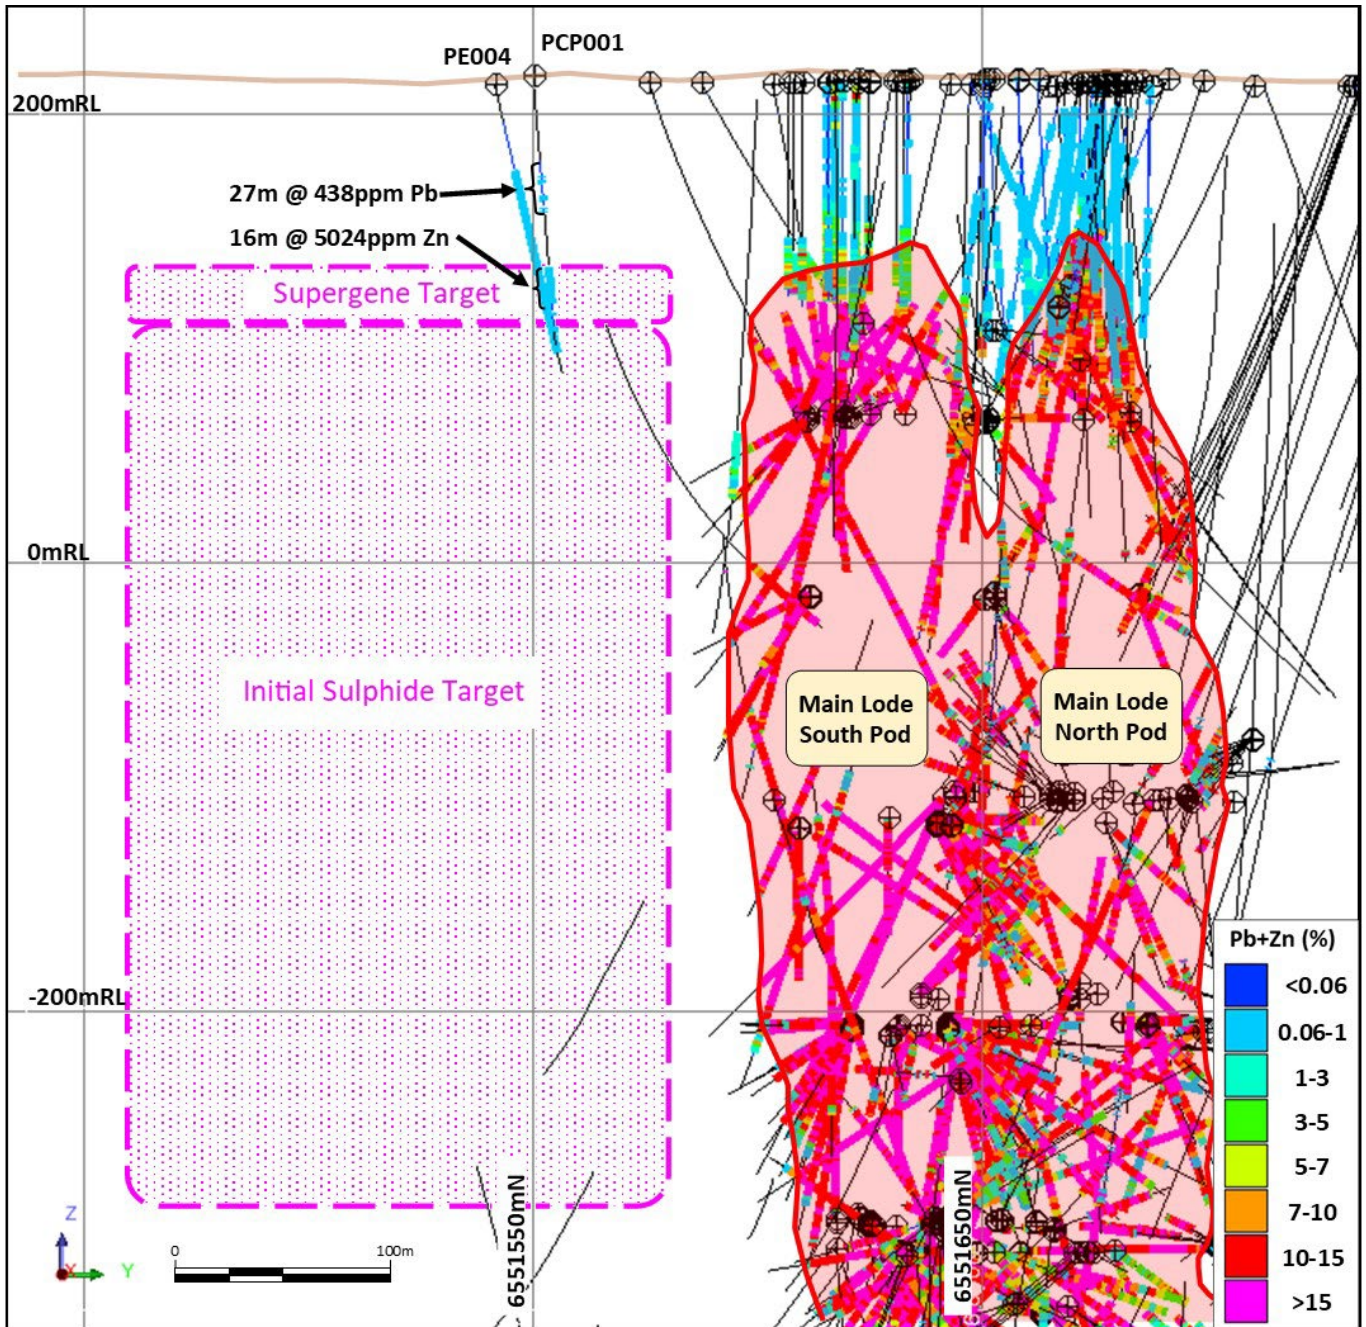 PE004
PCP001
200mRL
27m @ 438ppm Pb
16m @ 5024ppm Zn
Supergene Target
0mRL
Initial Sulphide Target
Main Lode
South Pod
Main Lode
North Pod
-200mRL
Pb+Zn (%)
<0.06
0.06-1
1-3
3-5
5-7
7-10
10-15
>15
Z
X
Y
0
100m
6551550mN
6551650mN